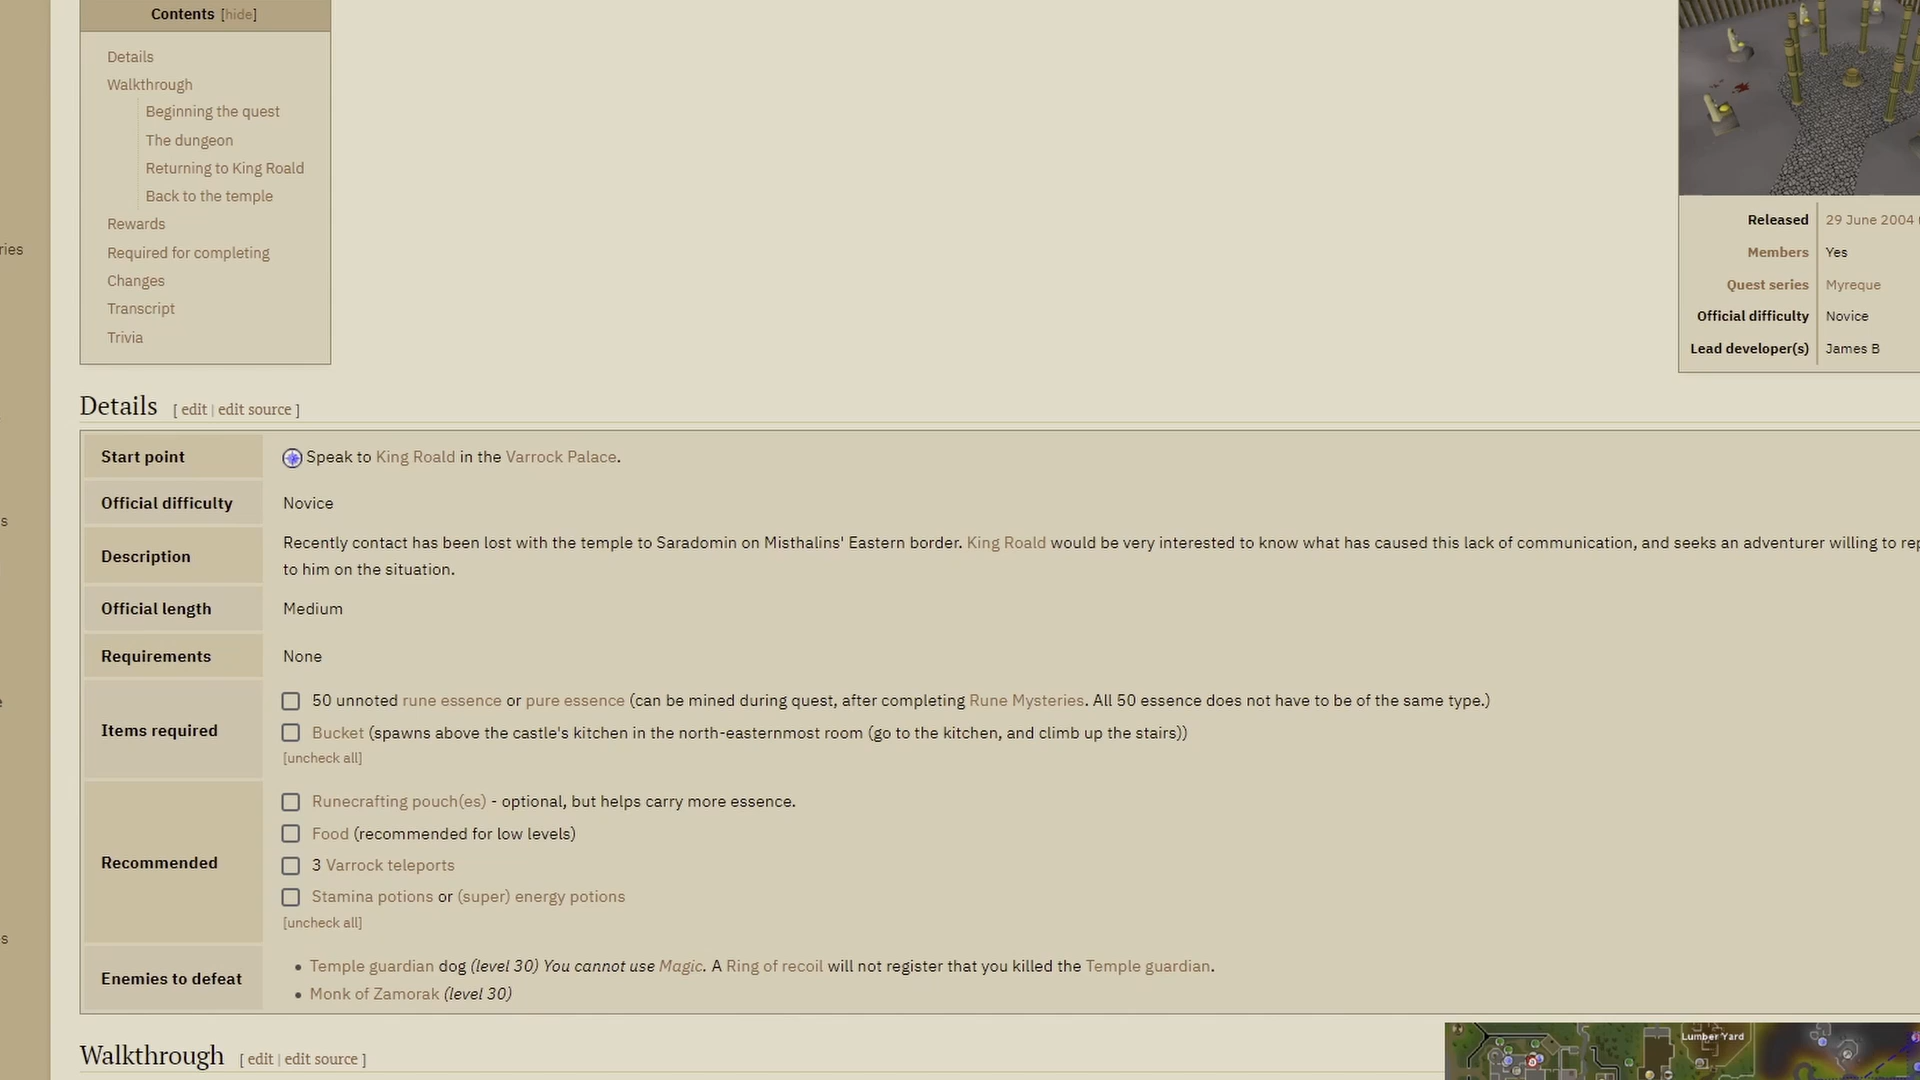 Contents [hide]
Details
Walkthrough
Beginning the quest
The dungeon
Returning to King Roald
Back to the temple
Rewards
Required for completing
Changes
Transcript
Trivia
Released 29 June 2004
Members Yes
Quest series Myreque
Official difficulty Novice
Lead developer(s) James B
ries
s
e
s
Details [ edit | edit source ]
Start point Speak to King Roald in the Varrock Palace.
Official difficulty Novice
Description Recently contact has been lost with the temple to Saradomin on Misthalins' Eastern border. King Roald would be very interested to know what has caused this lack of communication, and seeks an adventurer willing to rep
to him on the situation.
Official length Medium
Requirements None
Items required
50 unnoted rune essence or pure essence (can be mined during quest, after completing Rune Mysteries. All 50 essence does not have to be of the same type.)
Bucket (spawns above the castle's kitchen in the north-easternmost room (go to the kitchen, and climb up the stairs))
[uncheck all]
Recommended
Runecrafting pouch(es) - optional, but helps carry more essence.
Food (recommended for low levels)
3 Varrock teleports
Stamina potions or (super) energy potions
[uncheck all]
Enemies to defeat
• Temple guardian dog (level 30) You cannot use Magic. A Ring of recoil will not register that you killed the Temple guardian.
• Monk of Zamorak (level 30)
Walkthrough [ edit | edit source ]
Lumber Yard